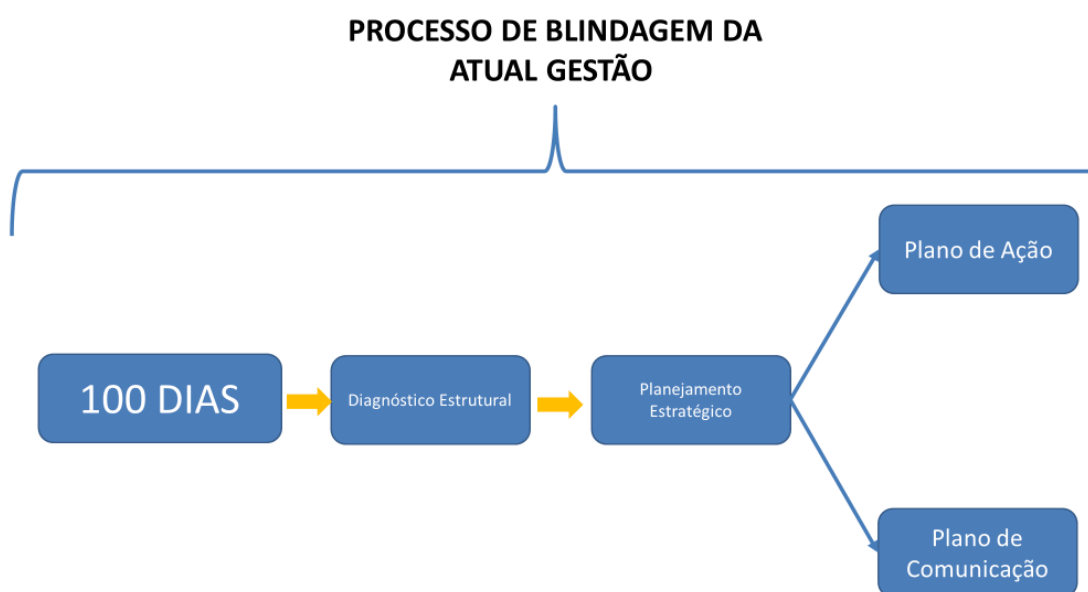 PROCESSO DE BLINDAGEM DA
ATUAL GESTÃO
Plano de Ação
100 DIAS
Diagnóstico Estrutural
Planejamento
Estratégico
Plano de
Comunicação